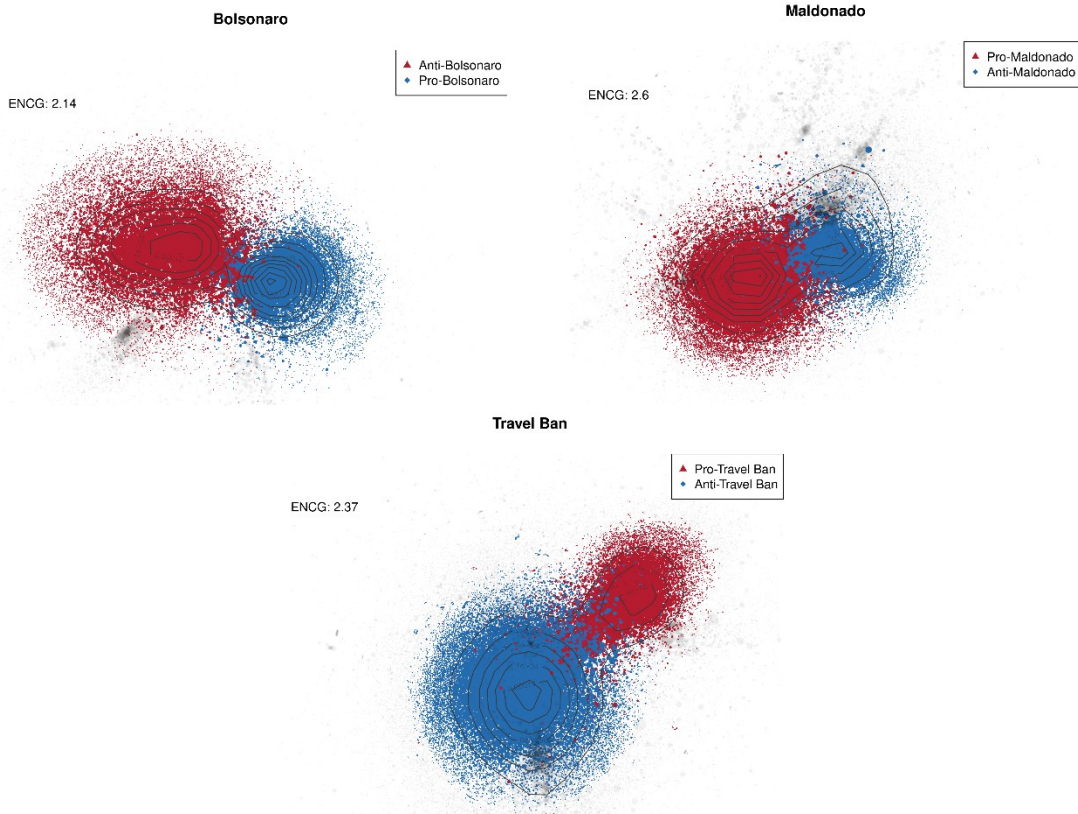 Bolsonaro
Anti-Bolsonaro
Pro-Bolsonaro
ENCG: 2.14
Maldonado
Pro-Maldonado
Anti-Maldonado
ENCG: 2.6
Travel Ban
Pro-Travel Ban
Anti-Travel Ban
ENCG: 2.37